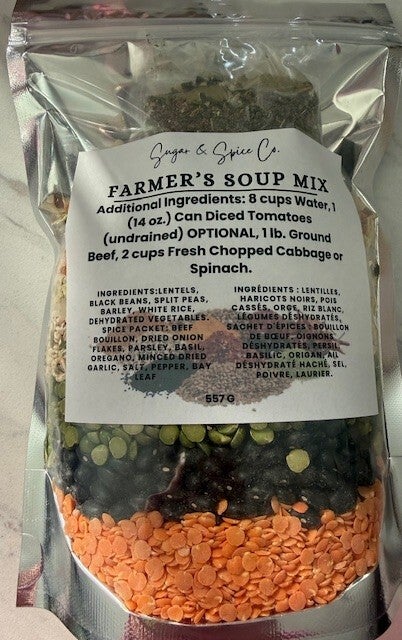 Sugar & Spice Co.
FARMER'S SOUP MIX
Additional Ingredients: 8 cups Water, 1
(14 oz.) Can Diced Tomatoes
(undrained) OPTIONAL, 1 lb. Ground
Beef, 2 cups Fresh Chopped Cabbage or
Spinach.
INGREDIENTS:LENTELS,
BLACK BEANS, SPLIT PEAS,
BARLEY, WHITE RICE,
DEHYDRATED VEGETABLES.
SPICE PACKET: BEEF
BOUILLON, DRIED ONION
FLAKES, PARSLEY, BASIL,
OREGANO, MINCED DRIED
GARLIC, SALT, PEPPER, BAY
LEAF
INGRÉDIENTS : LENTILLES,
HARICOTS NOIRS, POIS
CASSÉS, ORGE, RIZ BLANC,
LÉGUMES DÉSHYDRATÉS,
SACHET D'ÉPICES : BOUILLON
DE BŒUF, OIGNONS
DÉSHYDRATÉS, PERSIL,
BASILIC, ORIGAN, AIL
DÉSHYDRATÉ HACHÉ, SEL,
POIVRE, LAURIER.
557 G